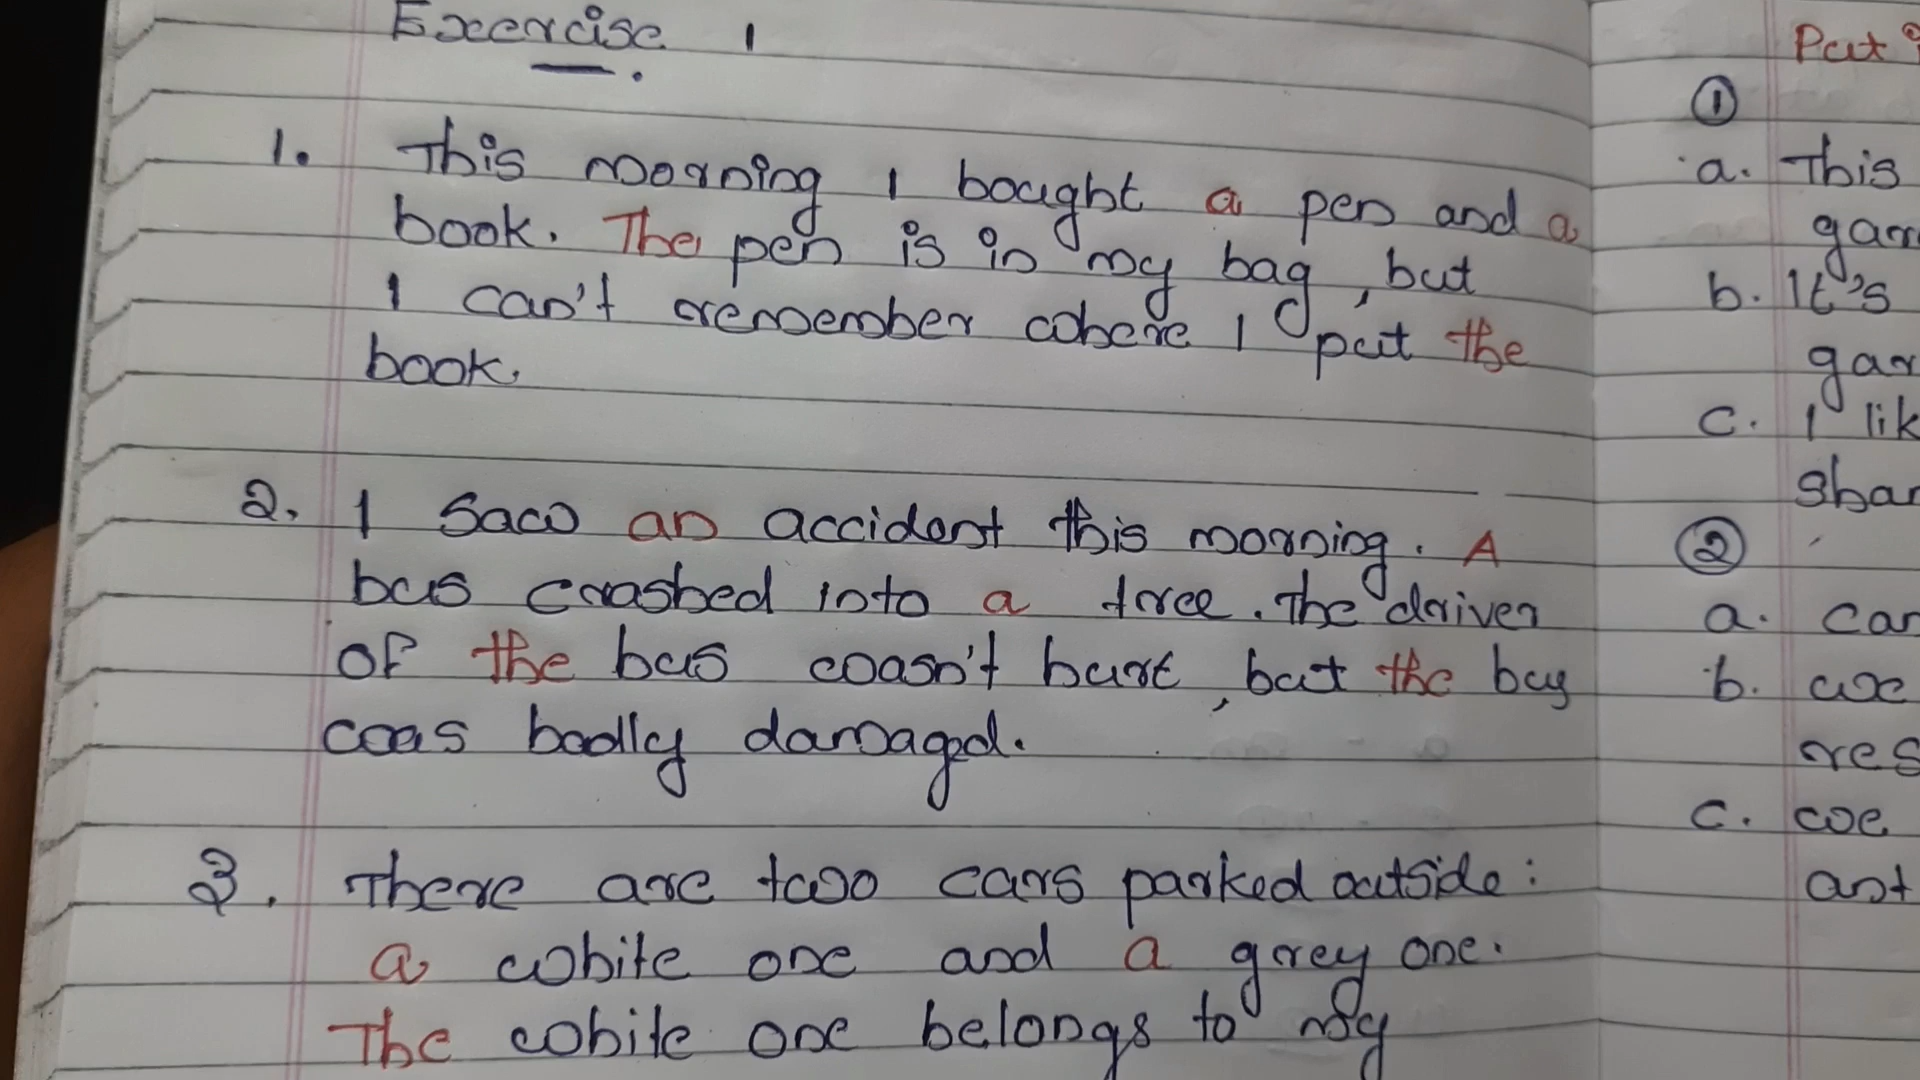 Exercise 1
1. This morning I bought a pen and a
book. The pen is in my bag, but
I can't remember where I put the
book.
2. I saw an accident this morning. A
bus crashed into a tree. The driver
of the bus wasn't hurt, but the bus
was badly damaged.
3. There are two cars parked outside:
a white one and a grey one.
The white one belongs to my
Put
①
a. This
b. It's
c. I
②
a.
b.
c.